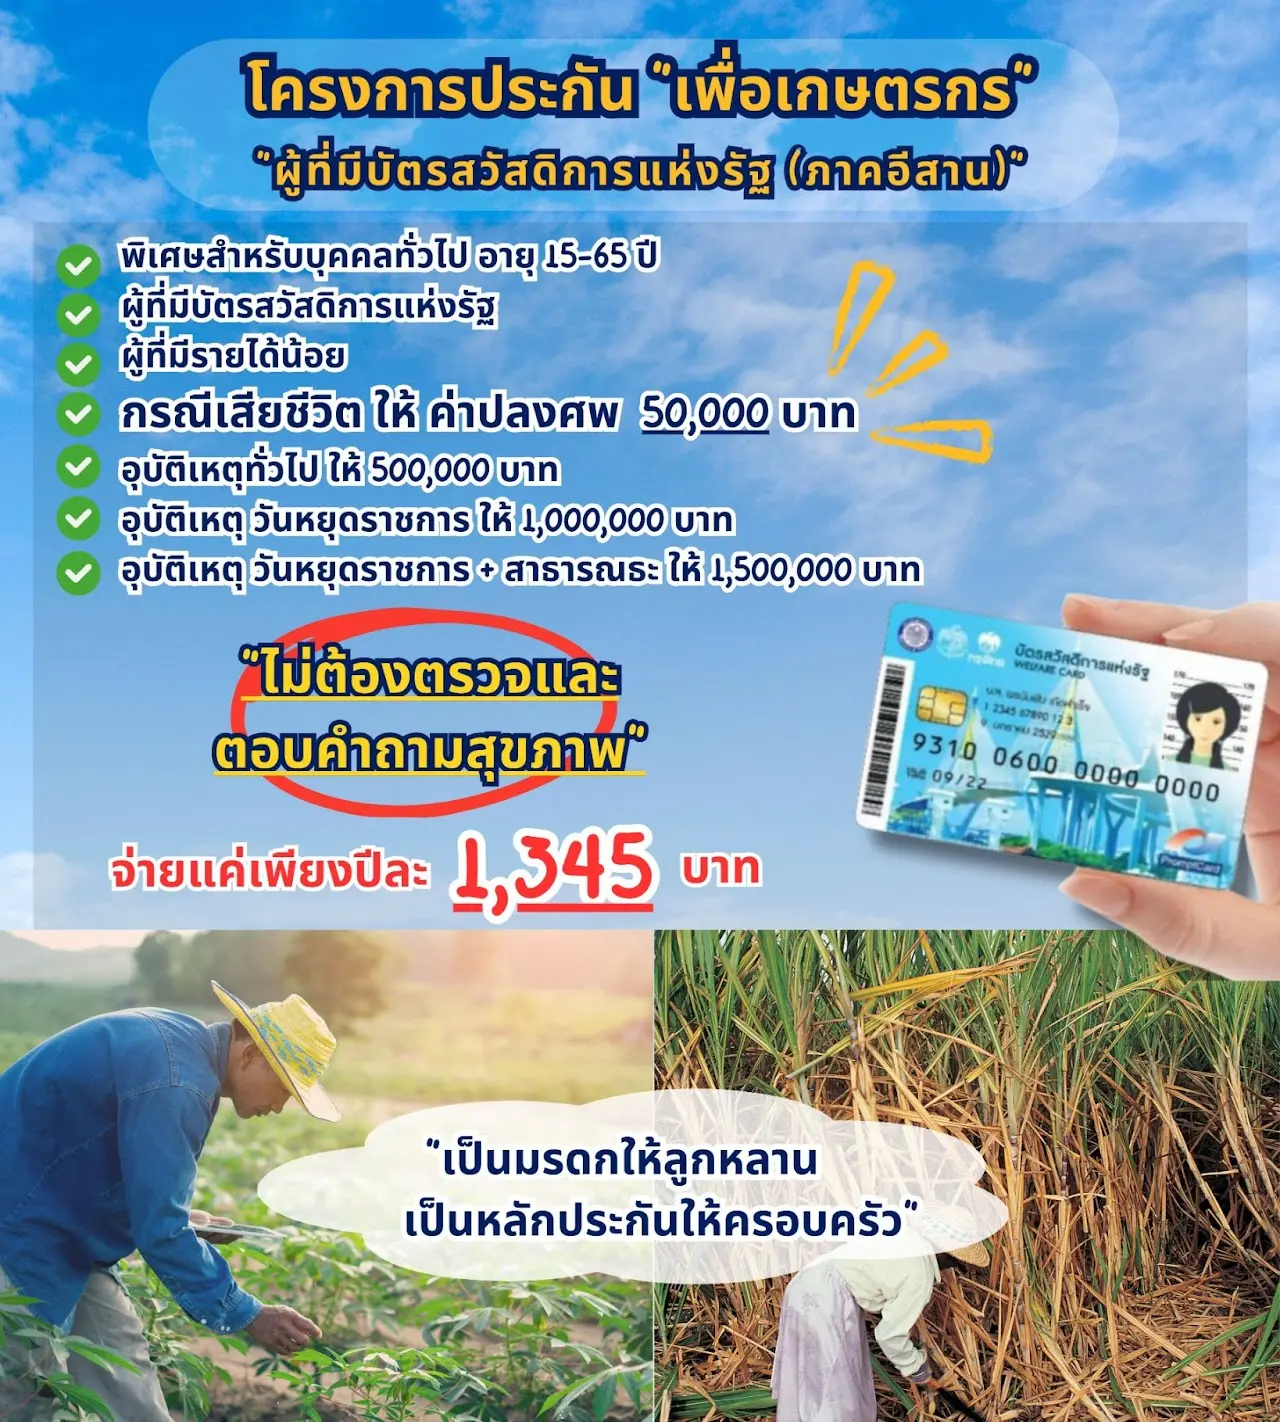 โครงการประกัน "เพื่อเกษตรกร"
"ผู้ที่มีบัตรสวัสดิการแห่งรัฐ (ภาคอีสาน)"
พิเศษสำหรับบุคคลทั่วไป อายุ 15-65 ปี
ผู้ที่มีบัตรสวัสดิการแห่งรัฐ
ผู้ที่มีรายได้น้อย
กรณีเสียชีวิต ให้ ค่าปลงศพ 50,000 บาท
อุบัติเหตุทั่วไป ให้ 500,000 บาท
อุบัติเหตุ วันหยุดราชการ ให้ 1,000,000 บาท
อุบัติเหตุ วันหยุดราชการ + สาธารณธะ ให้ 1,500,000 บาท
"ไม่ต้องตรวจและ
ตอบคำถามสุขภาพ"
จ่ายแค่เพียงปีละ 1,345 บาท
บัตรสวัสดิการแห่งรัฐ
WELFARE CARD
1 2345 67890 12 3
9310 0600 0000 0000
09/22
PromptCard
"เป็นมรดกให้ลูกหลาน
เป็นหลักประกันให้ครอบครัว"